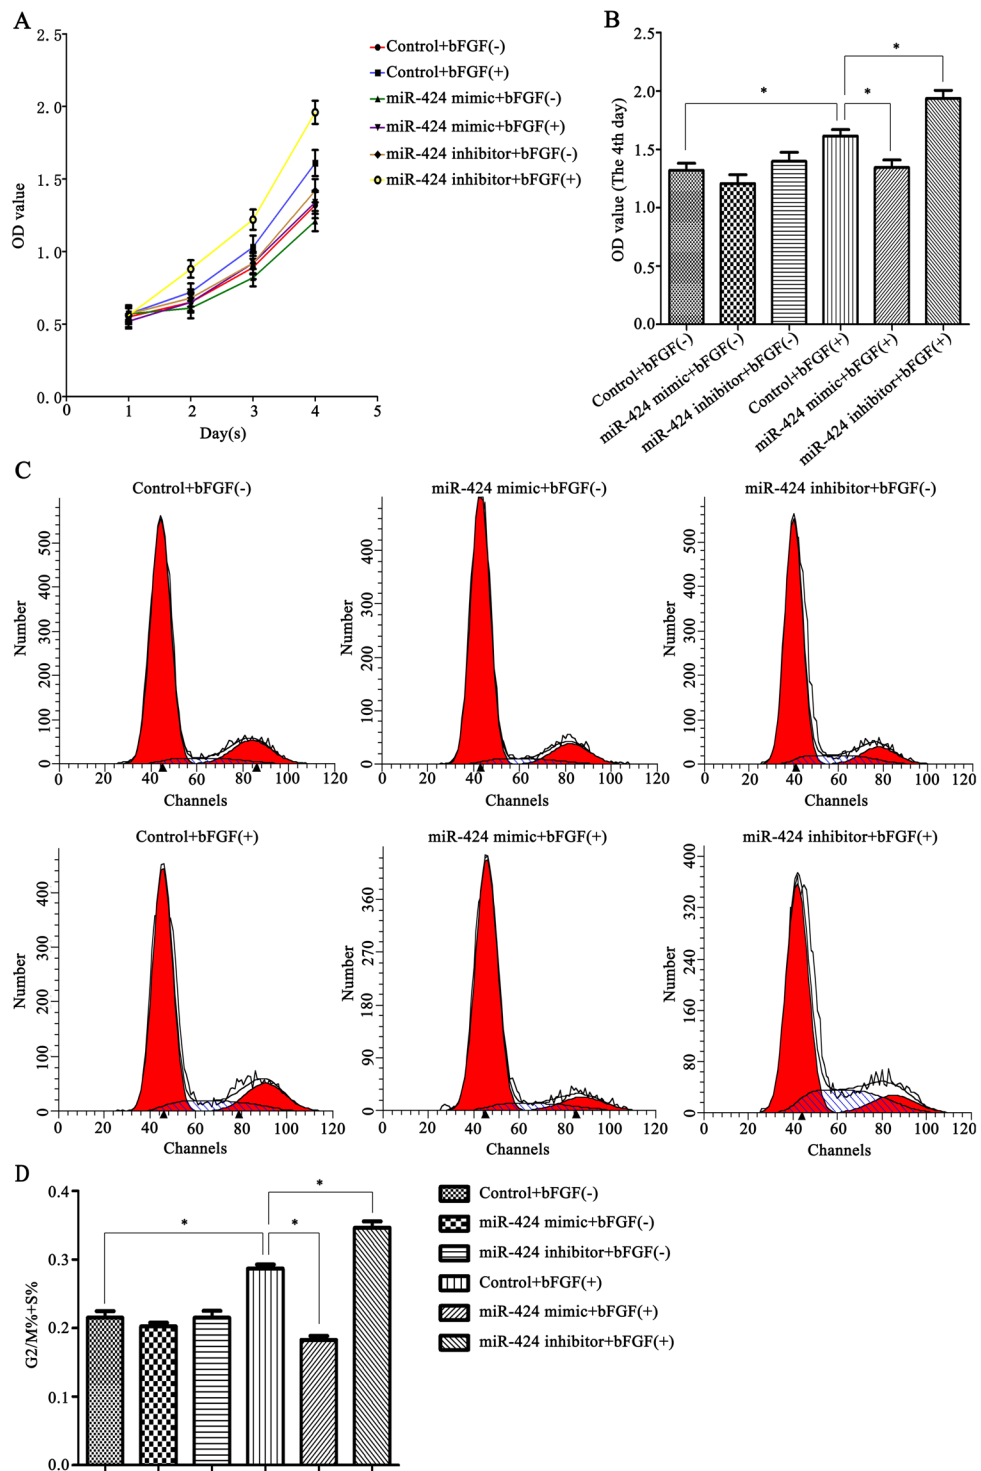 A
2.5
2.0
1.5
1.0
0.5
0.0
OD value
0 1 2 3 4 5
Day(s)
Control+bFGF(-)
Control+bFGF(+)
miR-424 mimic+bFGF(-)
miR-424 mimic+bFGF(+)
miR-424 inhibitor+bFGF(-)
miR-424 inhibitor+bFGF(+)
B
2.5
2.0
1.5
1.0
0.5
0.0
OD value (The 4th day)
*
*
*
Control+bFGF(-)
miR-424 mimic+bFGF(-)
miR-424 inhibitor+bFGF(-)
Control+bFGF(+)
miR-424 mimic+bFGF(+)
miR-424 inhibitor+bFGF(+)
C
Control+bFGF(-)
Number
0 100 200 300 400 500
0 20 40 60 80 100 120
Channels
miR-424 mimic+bFGF(-)
Number
0 100 200 300 400
0 20 40 60 80 100 120
Channels
miR-424 inhibitor+bFGF(-)
Number
0 100 200 300 400 500
0 20 40 60 80 100 120
Channels
Control+bFGF(+)
Number
0 100 200 300 400
0 20 40 60 80 100 120
Channels
miR-424 mimic+bFGF(+)
Number
0 90 180 270 360
0 20 40 60 80 100 120
Channels
miR-424 inhibitor+bFGF(+)
Number
0 80 160 240 320 400
0 20 40 60 80 100 120
Channels
D
0.4
0.3
0.2
0.1
0.0
G2/M%+S%
*
*
*
Control+bFGF(-)
miR-424 mimic+bFGF(-)
miR-424 inhibitor+bFGF(-)
Control+bFGF(+)
miR-424 mimic+bFGF(+)
miR-424 inhibitor+bFGF(+)